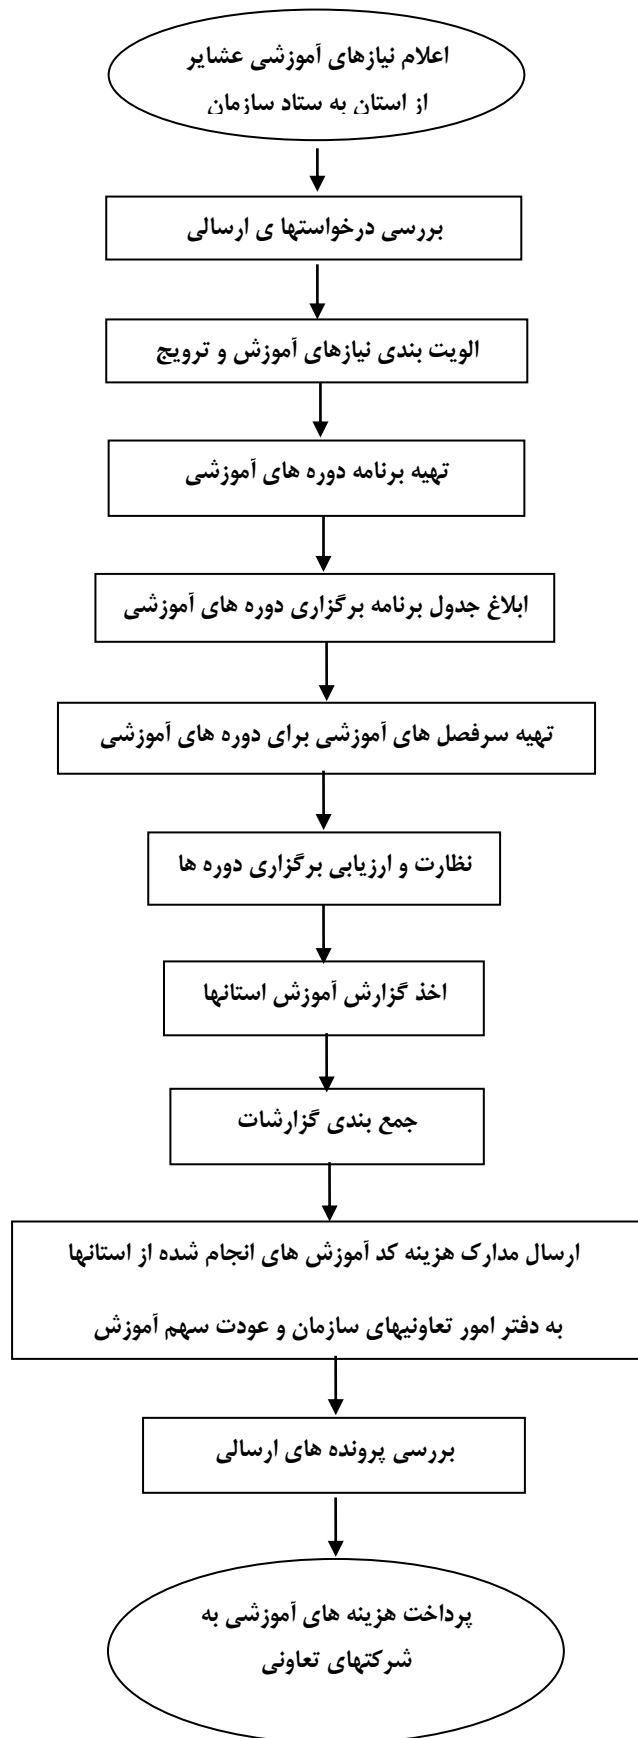 اعلام نیازهای آموزشی عشایر
از استان به ستاد سازمان
بررسی درخواستها ی ارسالی
الویت بندی نیازهای آموزش و ترویج
تهیه برنامه دوره های آموزشی
ابلاغ جدول برنامه برگزاری دوره های آموزشی
تهیه سرفصل های آموزشی برای دوره های آموزشی
نظارت و ارزیابی برگزاری دوره ها
اخذ گزارش آموزش استانها
جمع بندی گزارشات
ارسال مدارک هزینه کد آموزش های انجام شده از استانها
به دفتر امور تعاونیهای سازمان و عودت سهم آموزش
بررسی پرونده های ارسالی
پرداخت هزینه های آموزشی به
شرکتهای تعاونی